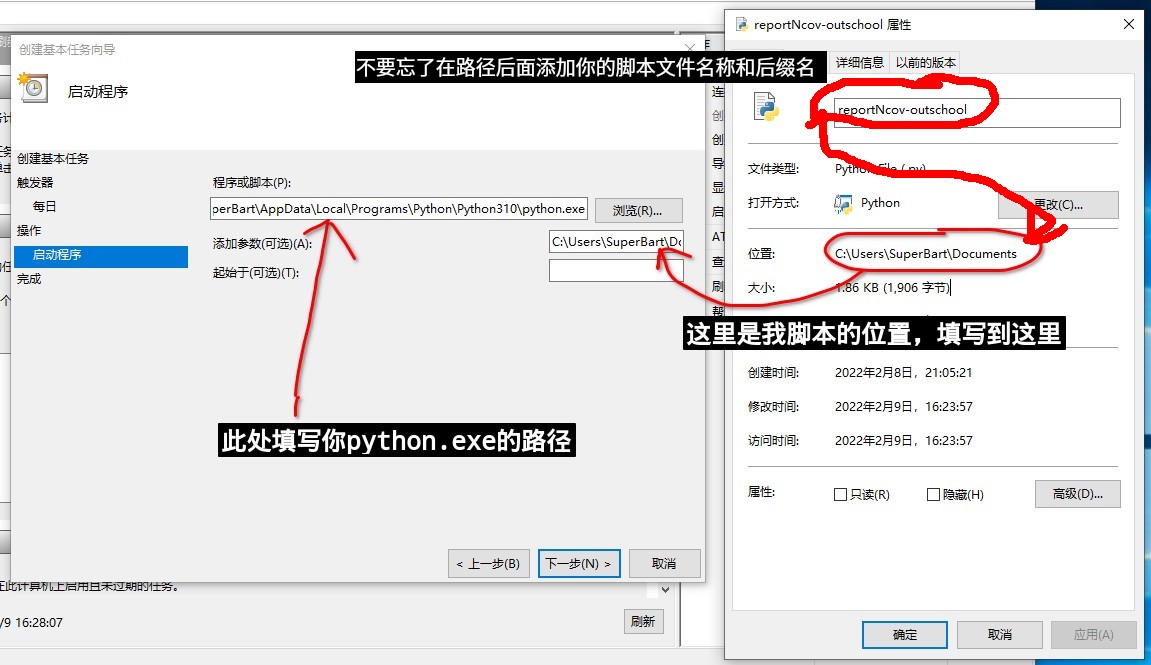 创建基本任务向导
启动程序
创建基本任务
触发器
每日
操作
启动程序
完成
程序或脚本(P):
perBart\AppData\Local\Programs\Python\Python310\python.exe
浏览(R)...
添加参数(可选)(A):
C:\Users\SuperBart\Do
起始于(可选)(T):
< 上一步(B)
下一步(N) >
取消
在此计算机上启用且未过期的任务。
/9 16:28:07
刷新
不要忘了在路径后面添加你的脚本文件名称和后缀名
此处填写你python.exe的路径
这里是我脚本的位置，填写到这里
连
创
创
导
显
启
AT
查
刷
帮
reportNcov-outschool 属性
详细信息
以前的版本
reportNcov-outschool
文件类型:
Python File (.py)
打开方式:
Python
更改(C)...
位置:
C:\Users\SuperBart\Documents
大小:
1.86 KB (1,906 字节)
创建时间:
2022年2月8日，21:05:21
修改时间:
2022年2月9日，16:23:57
访问时间:
2022年2月9日，16:23:57
属性:
只读(R)
隐藏(H)
高级(D)...
确定
取消
应用(A)